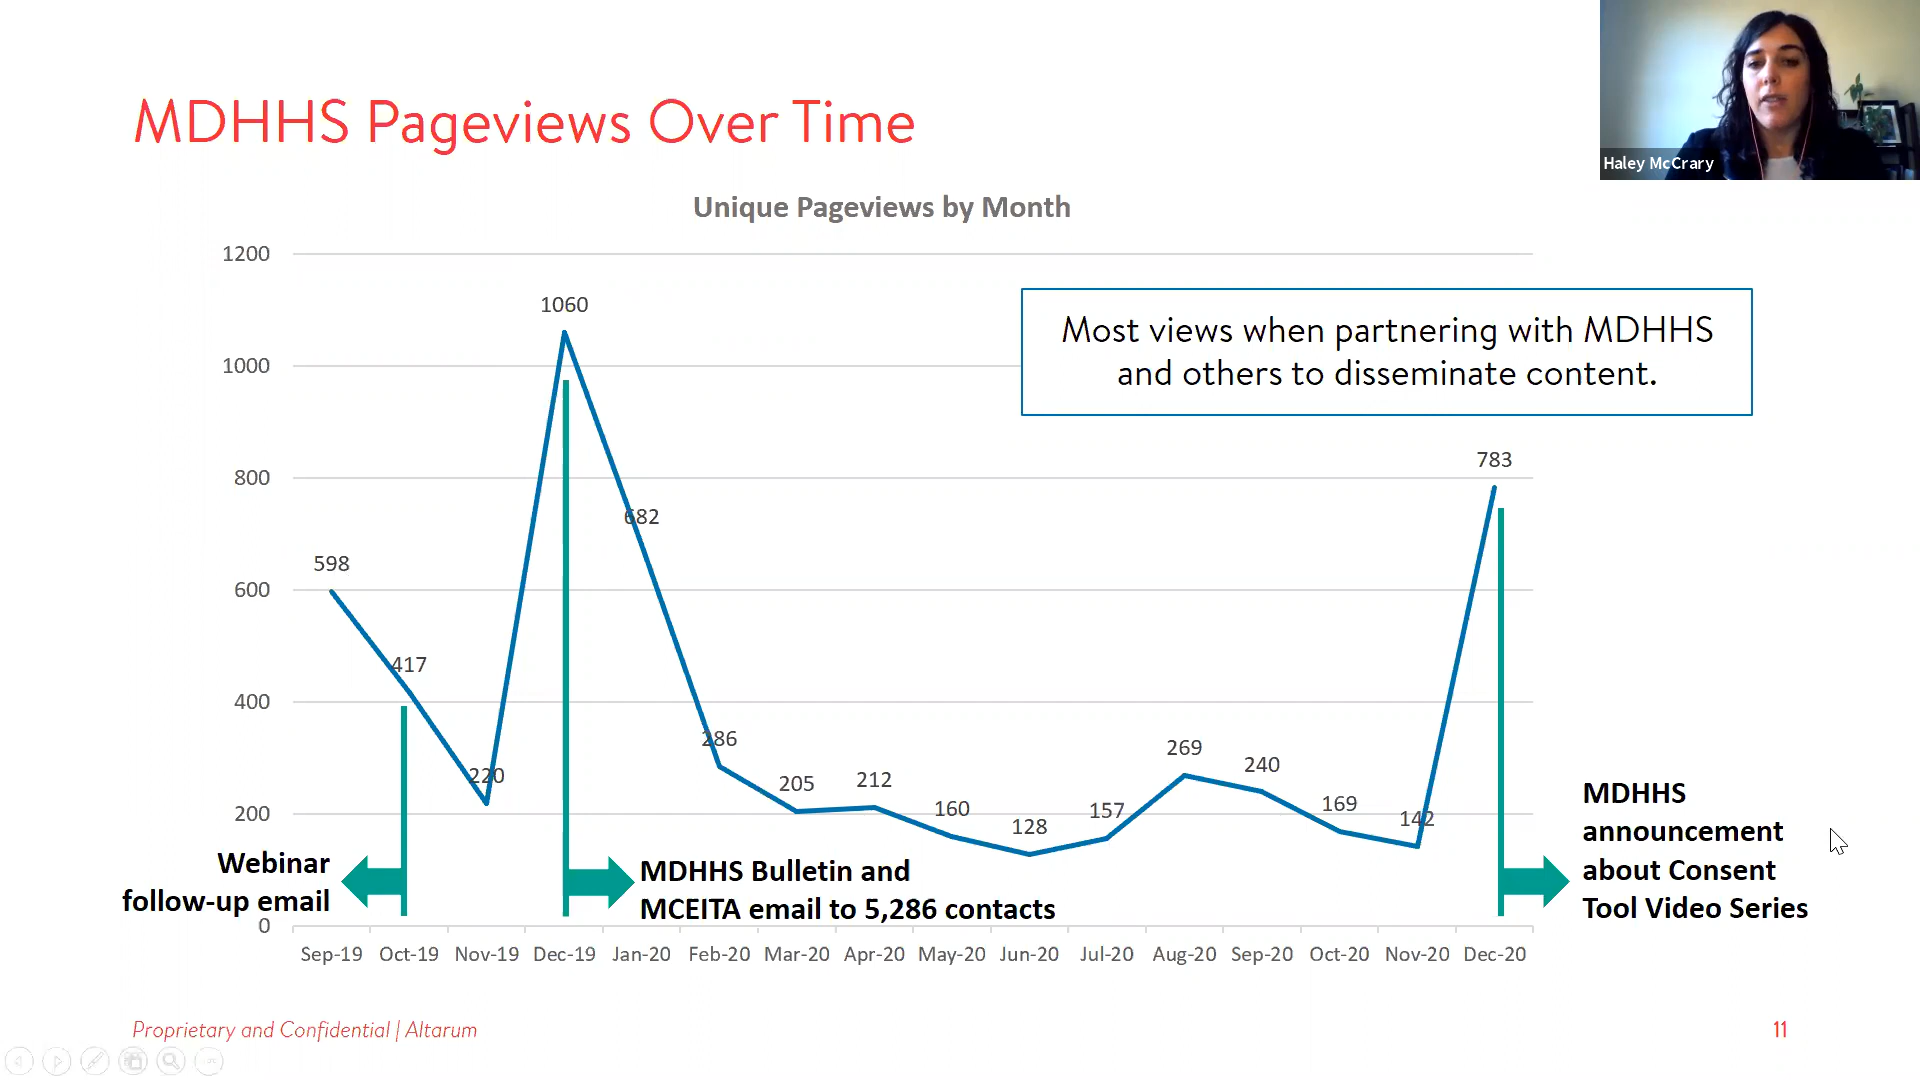 MDHHS Pageviews Over Time
Haley McCrary
Unique Pageviews by Month
1200
1000
800
600
400
200
0
Most views when partnering with MDHHS
and others to disseminate content.
598
417
220
1060
682
286
205
212
160
128
157
269
240
169
142
783
Webinar
follow-up email
MDHHS Bulletin and
MCEITA email to 5,286 contacts
MDHHS
announcement
about Consent
Tool Video Series
Sep-19 Oct-19 Nov-19 Dec-19 Jan-20 Feb-20 Mar-20 Apr-20 May-20 Jun-20 Jul-20 Aug-20 Sep-20 Oct-20 Nov-20 Dec-20
Proprietary and Confidential | Altarum
11